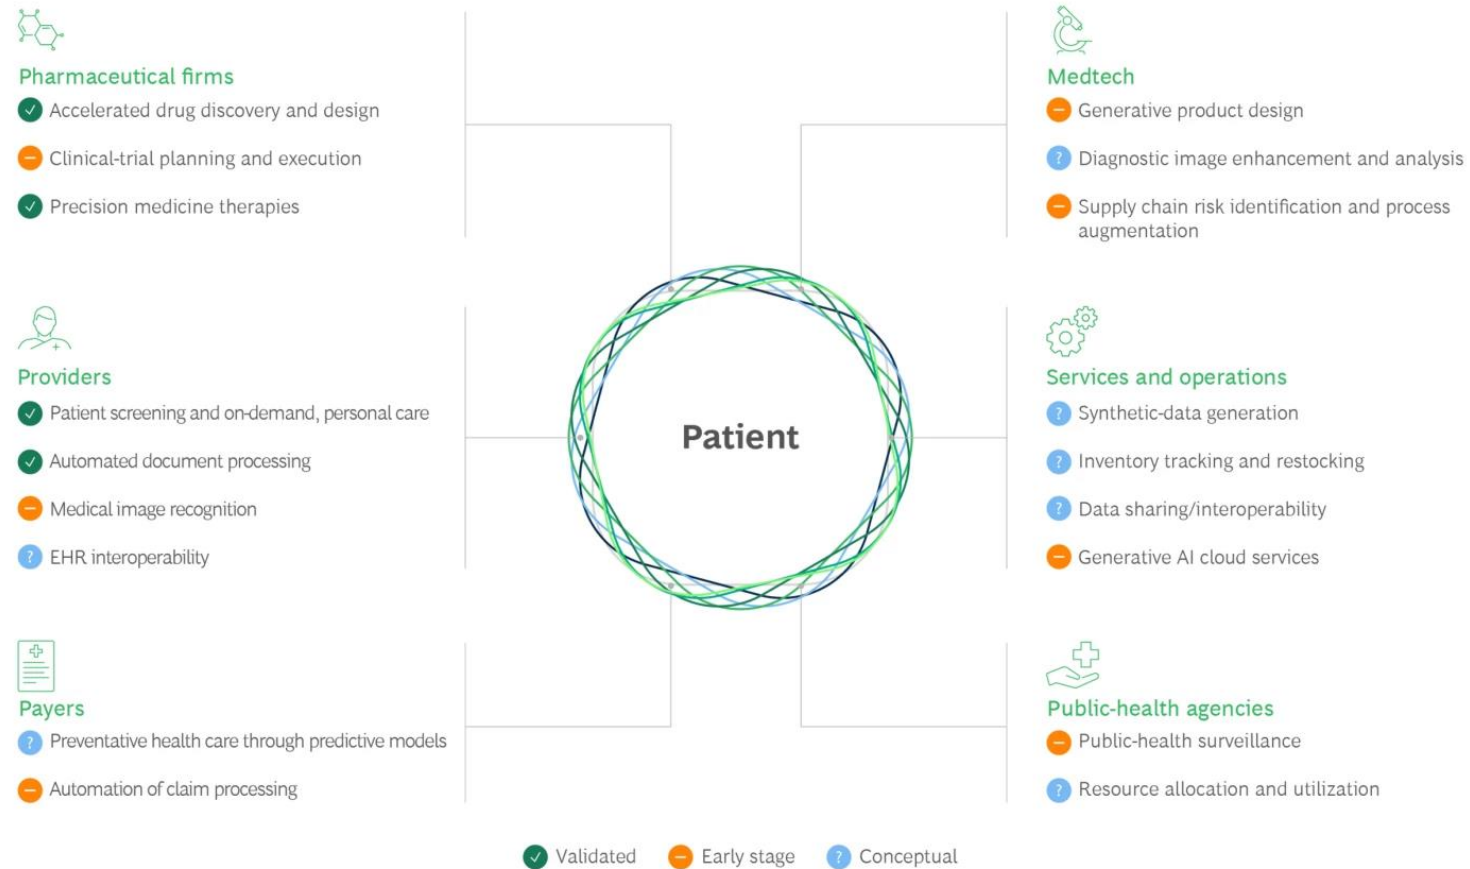 Pharmaceutical firms
Accelerated drug discovery and design
Clinical-trial planning and execution
Precision medicine therapies
Providers
Patient screening and on-demand, personal care
Automated document processing
Medical image recognition
EHR interoperability
Payers
Preventative health care through predictive models
Automation of claim processing
Patient
Medtech
Generative product design
Diagnostic image enhancement and analysis
Supply chain risk identification and process
augmentation
Services and operations
Synthetic-data generation
Inventory tracking and restocking
Data sharing/interoperability
Generative AI cloud services
Public-health agencies
Public-health surveillance
Resource allocation and utilization
Validated
Early stage
Conceptual